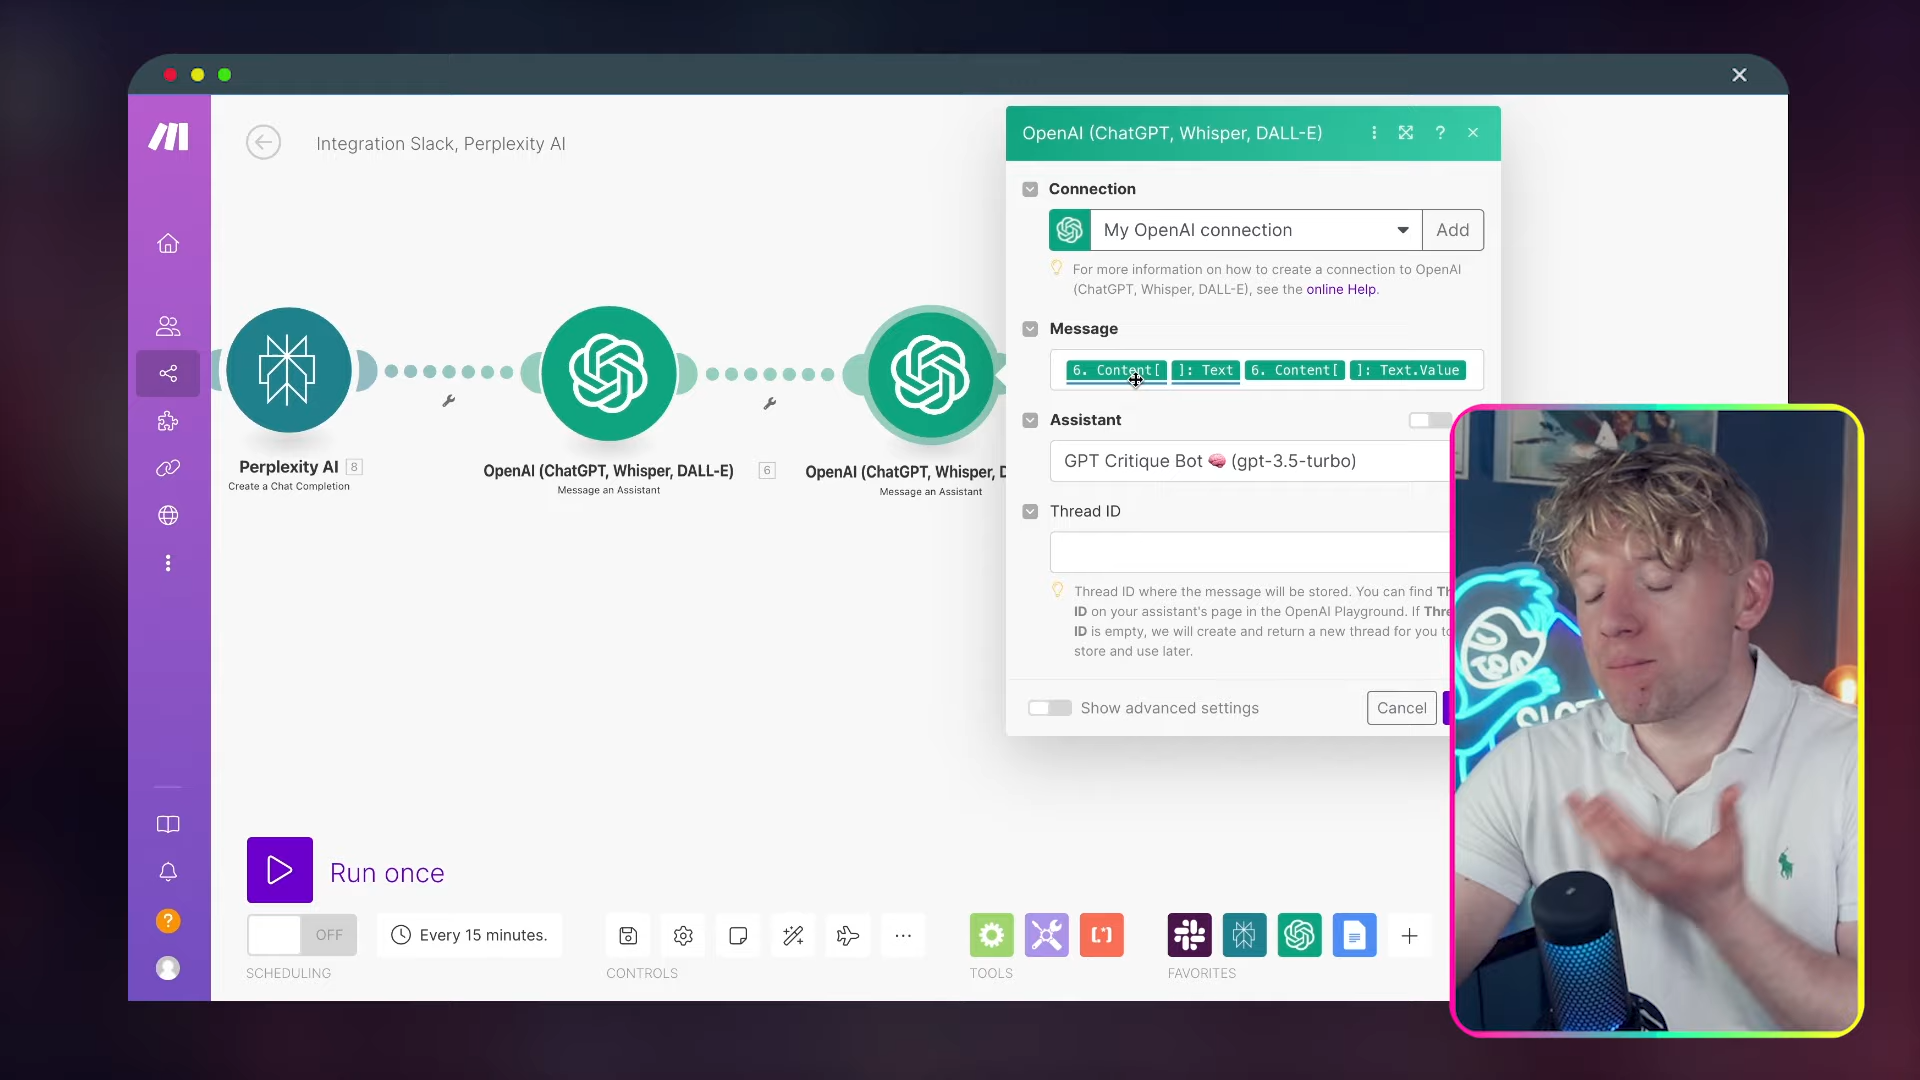 Integration Slack, Perplexity AI
OpenAI (ChatGPT, Whisper, DALL-E)
?
Connection
My OpenAI connection
Add
For more information on how to create a connection to OpenAI
(ChatGPT, Whisper, DALL-E), see the online Help.
Message
6. Content[ ]: Text 6. Content[ ]: Text.Value
Assistant
GPT Critique Bot 🧠 (gpt-3.5-turbo)
Thread ID
Thread ID where the message will be stored. You can find Th
ID on your assistant's page in the OpenAI Playground. If Thre
ID is empty, we will create and return a new thread for you to
store and use later.
Show advanced settings
Cancel
Perplexity AI 8
Create a Chat Completion
OpenAI (ChatGPT, Whisper, DALL-E) 6
Message an Assistant
OpenAI (ChatGPT, Whisper, D
Message an Assistant
Run once
OFF
Every 15 minutes.
SCHEDULING
CONTROLS
TOOLS
FAVORITES
?